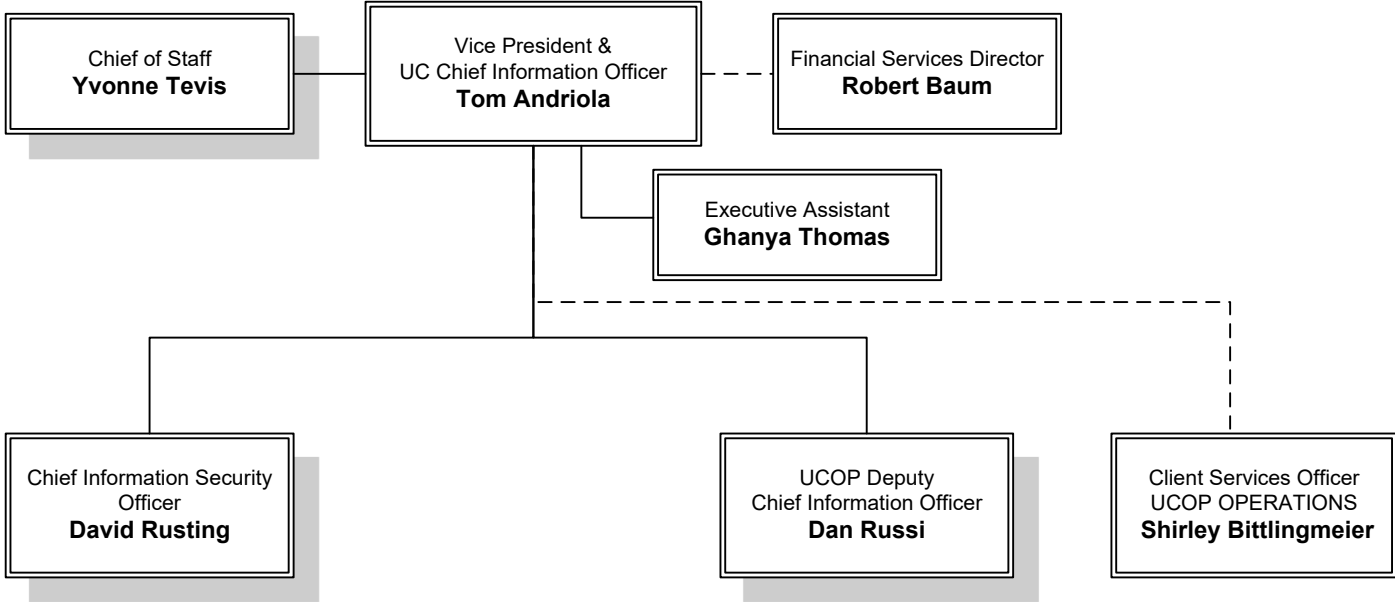 Chief of Staff
Yvonne Tevis
Vice President &
UC Chief Information Officer
Tom Andriola
Financial Services Director
Robert Baum
Executive Assistant
Ghanya Thomas
Chief Information Security
Officer
David Rusting
UCOP Deputy
Chief Information Officer
Dan Russi
Client Services Officer
UCOP OPERATIONS
Shirley Bittlingmeier